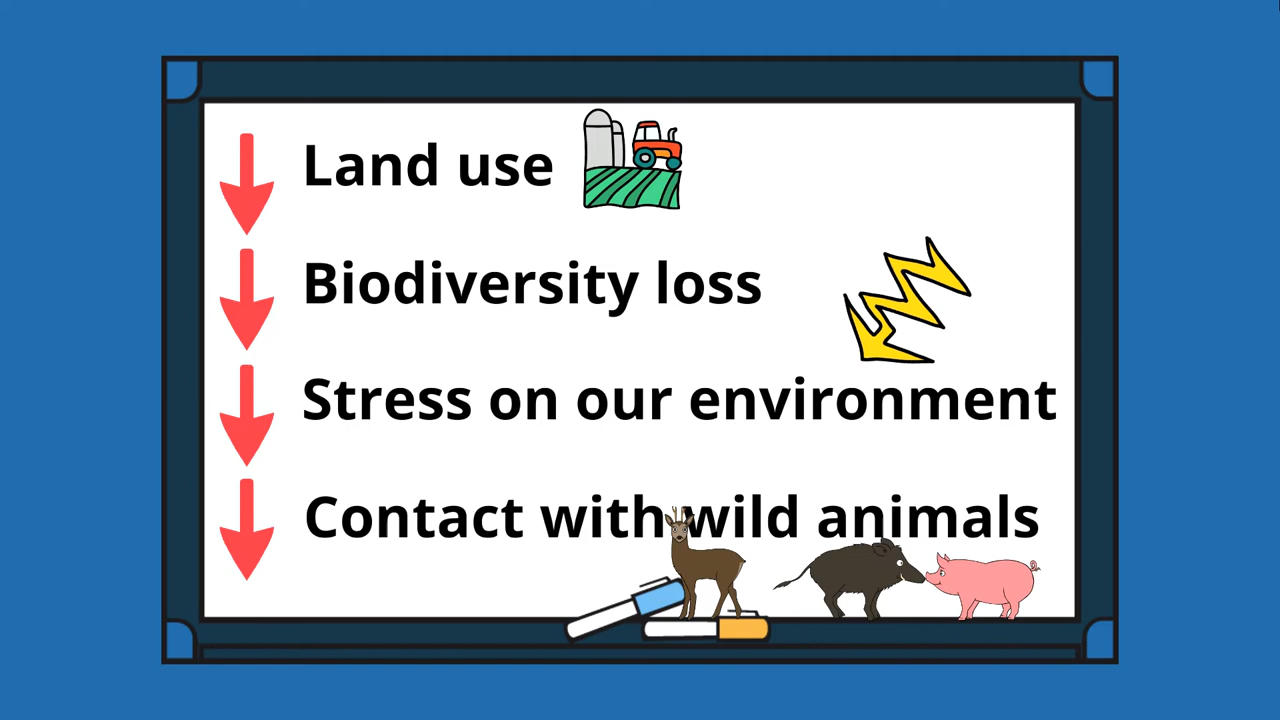 Land use
Biodiversity loss
Stress on our environment
Contact with wild animals